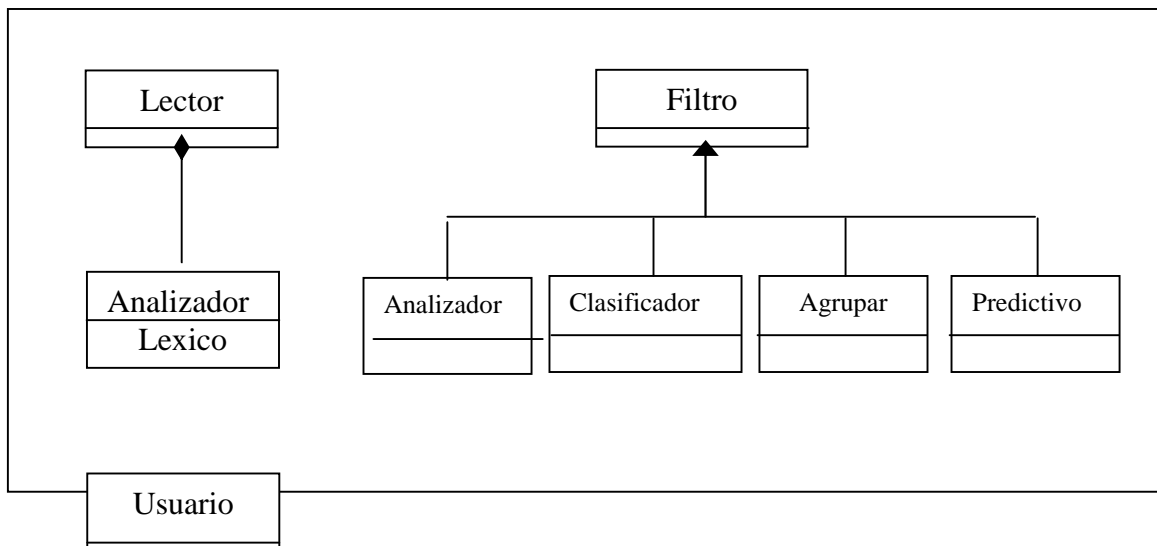 Lector
Filtro
Analizador
Lexico
Analizador
Clasificador
Agrupar
Predictivo
Usuario